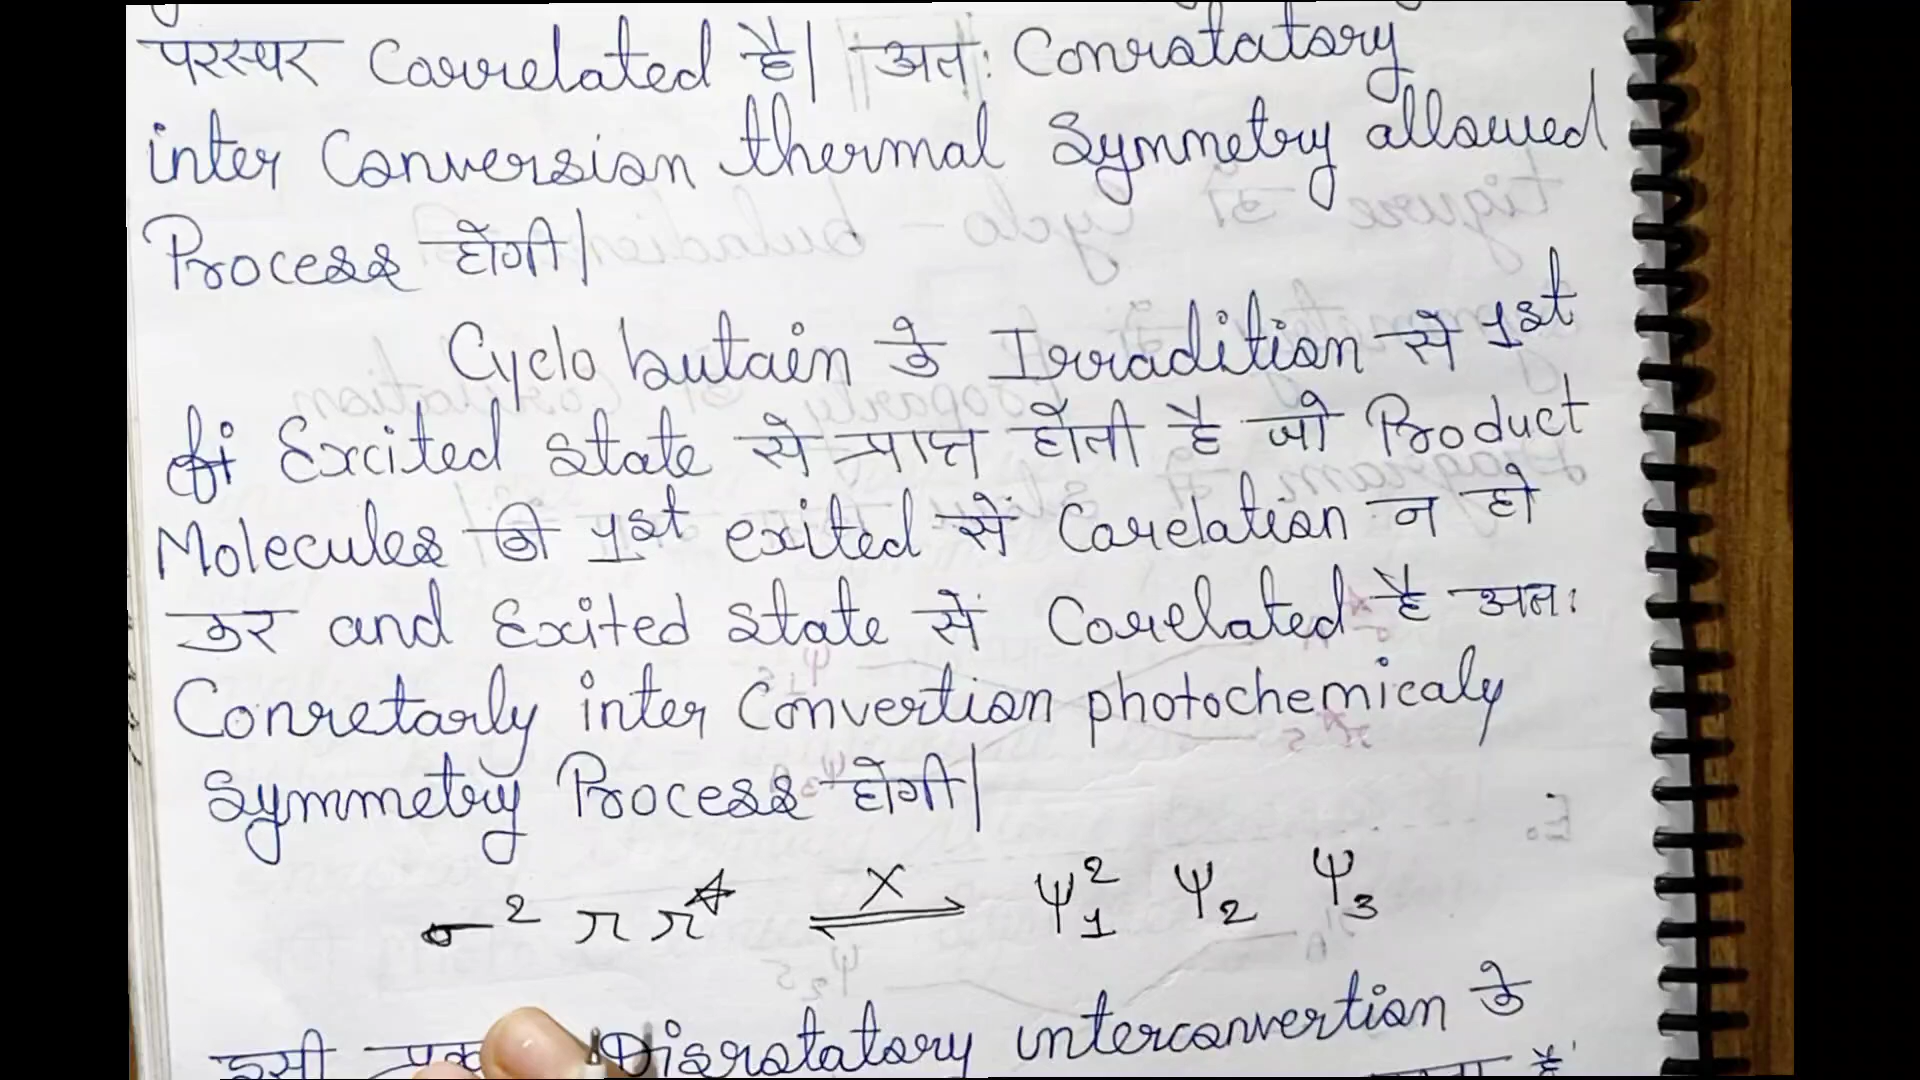 परस्पर Correlated है। अतः Conrotatory
inter Conversion thermal Symmetry allowed
Process होगी।
Cyclo butain के Irradition से 1st
Excited state से प्राप्त होती है जो Product
Molecules की 1st exited से Corelation न हो
कर and Exited state से Corelated है अतः
Conretarly inter Convertion photochemicaly
Symmetry Process होगी।
σ² π π* ⇌ X ψ₁² ψ₂ ψ₃
इसी Disrotatory interconvertion के